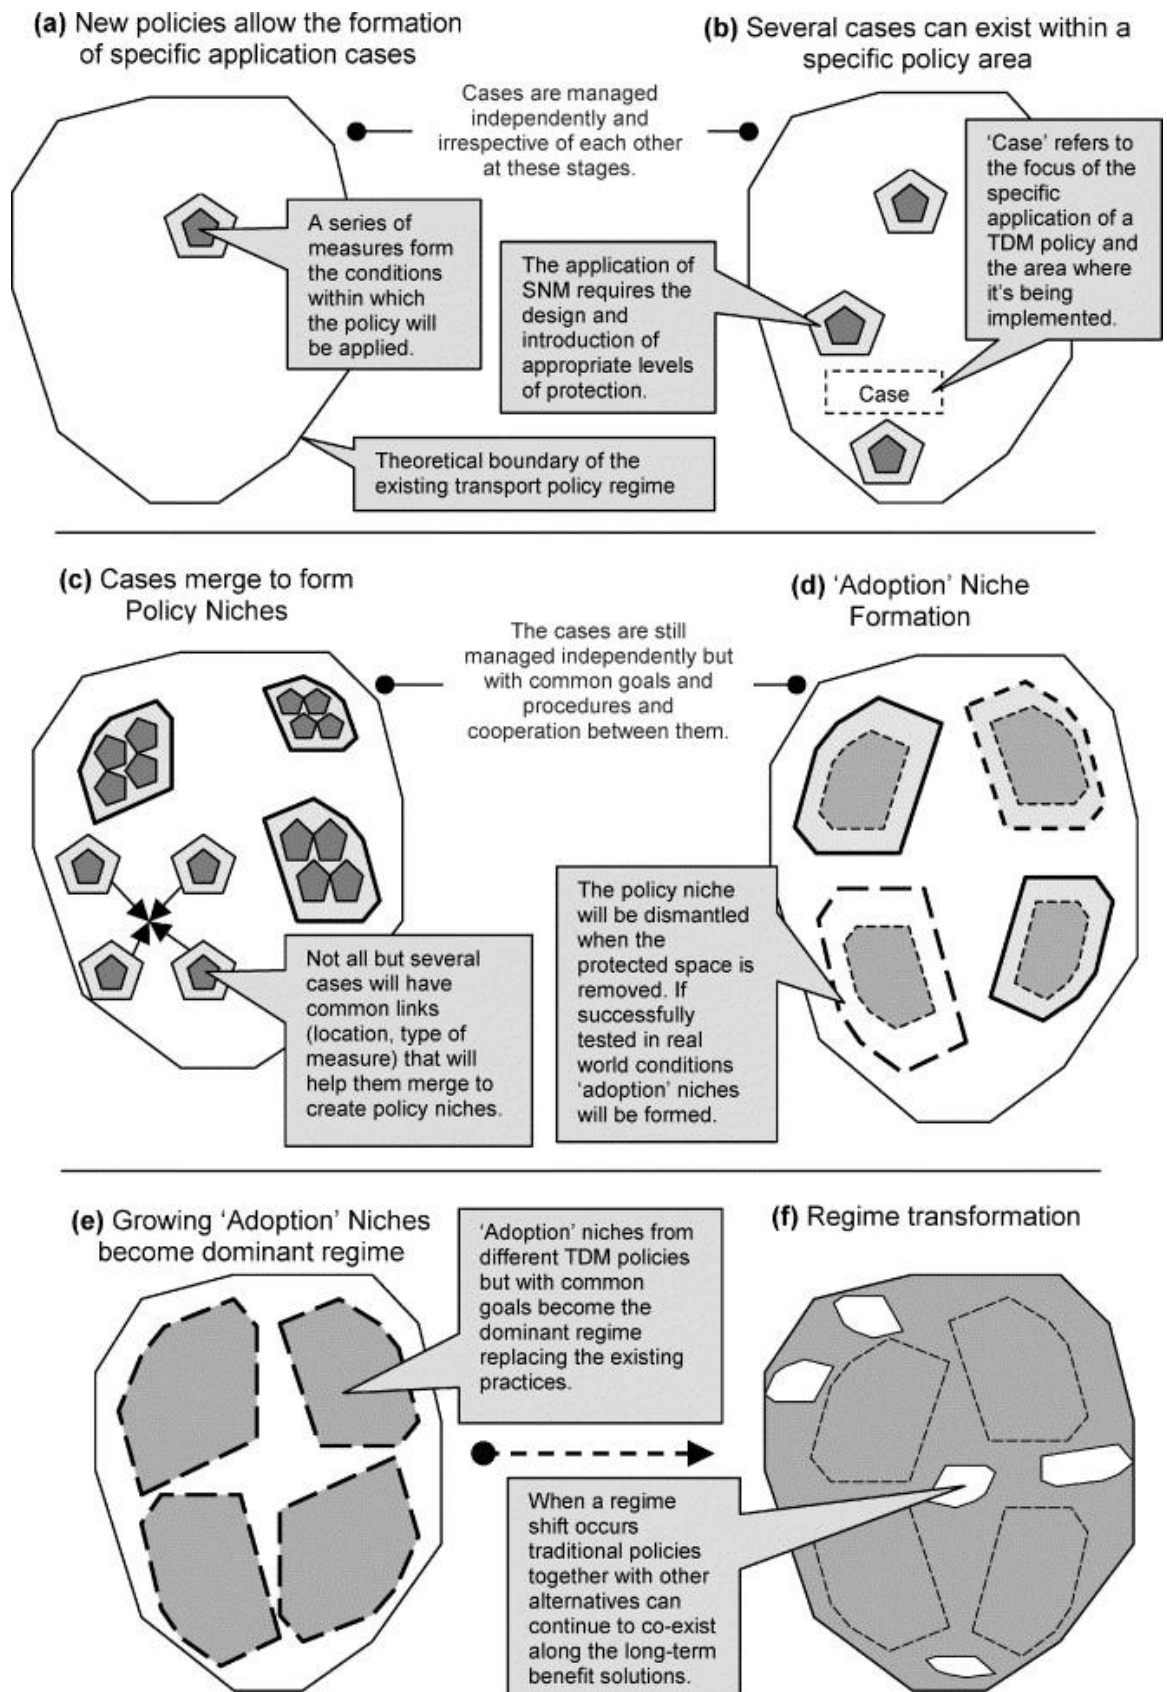 (a) New policies allow the formation
of specific application cases
(b) Several cases can exist within a
specific policy area
Cases are managed
independently and
irrespective of each other
at these stages.
A series of
measures form
the conditions
within which
the policy will
be applied.
The application of
SNM requires the
design and
introduction of
appropriate levels
of protection.
‘Case’ refers to
the focus of the
specific
application of a
TDM policy and
the area where
it's being
implemented.
Case
Theoretical boundary of the
existing transport policy regime
(c) Cases merge to form
Policy Niches
(d) ‘Adoption’ Niche
Formation
The cases are still
managed independently but
with common goals and
procedures and
cooperation between them.
Not all but several
cases will have
common links
(location, type of
measure) that will
help them merge to
create policy niches.
The policy niche
will be dismantled
when the
protected space is
removed. If
successfully
tested in real
world conditions
‘adoption’ niches
will be formed.
(e) Growing ‘Adoption’ Niches
become dominant regime
‘Adoption’ niches from
different TDM policies
but with common
goals become the
dominant regime
replacing the existing
practices.
(f) Regime transformation
When a regime
shift occurs
traditional policies
together with other
alternatives can
continue to co-exist
along the long-term
benefit solutions.